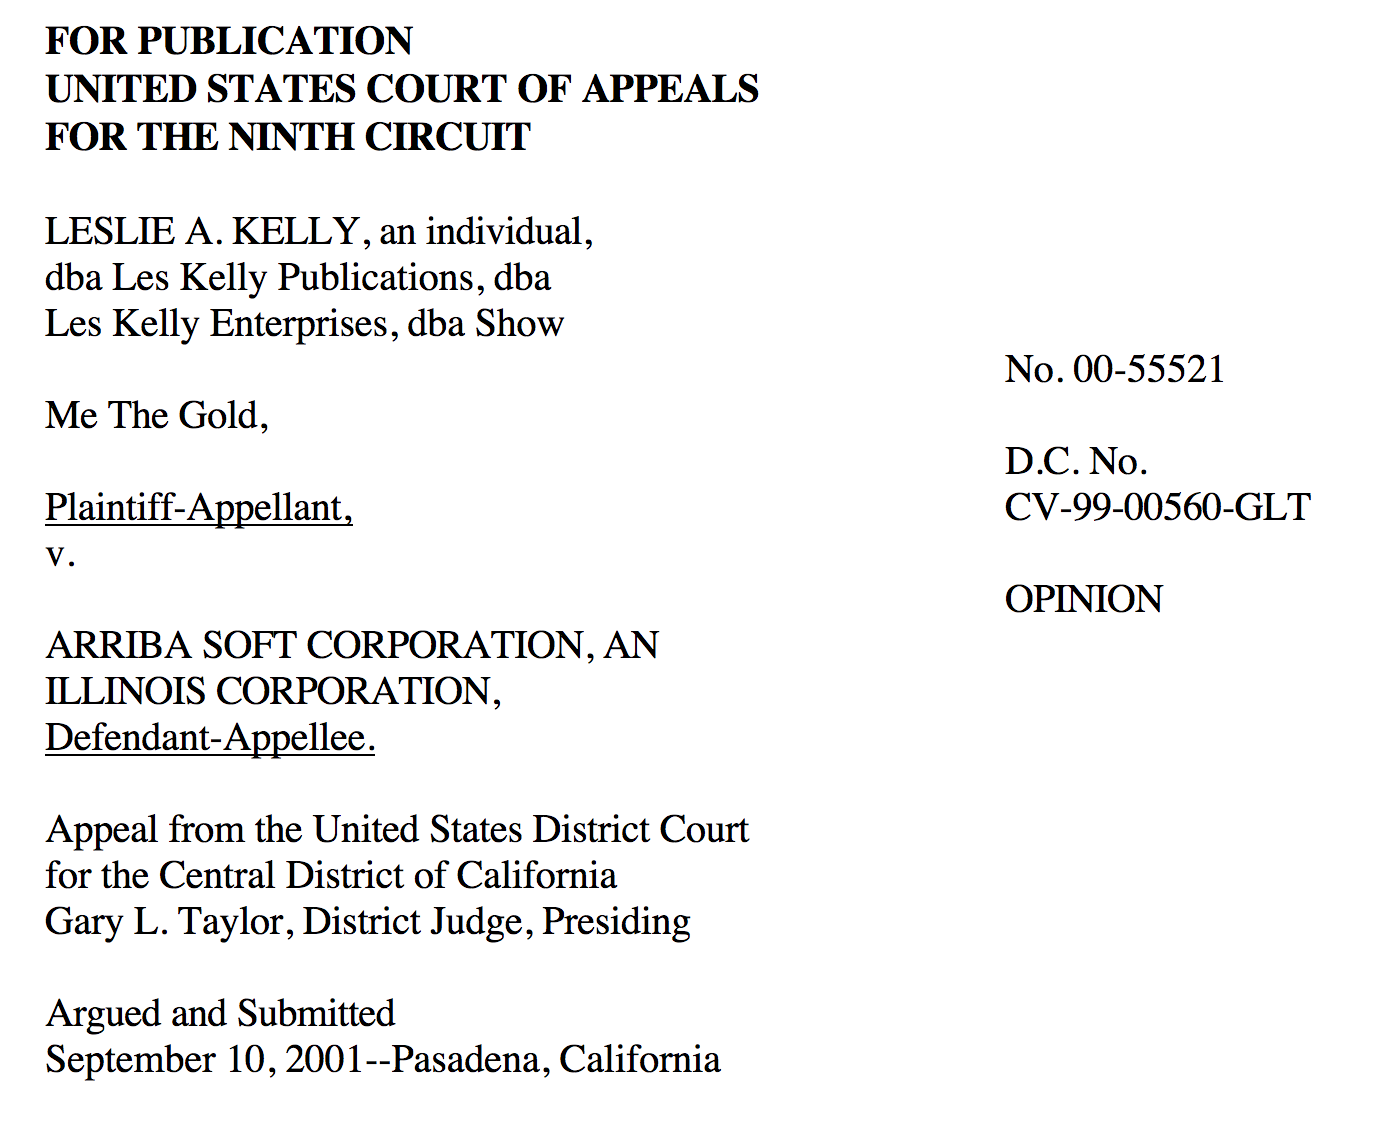 FOR PUBLICATION
UNITED STATES COURT OF APPEALS
FOR THE NINTH CIRCUIT
LESLIE A. KELLY, an individual,
dba Les Kelly Publications, dba
Les Kelly Enterprises, dba Show
Me The Gold,
Plaintiff-Appellant,
v.
ARRIBA SOFT CORPORATION, AN
ILLINOIS CORPORATION,
Defendant-Appellee.
No. 00-55521
D.C. No.
CV-99-00560-GLT
OPINION
Appeal from the United States District Court
for the Central District of California
Gary L. Taylor, District Judge, Presiding
Argued and Submitted
September 10, 2001--Pasadena, California